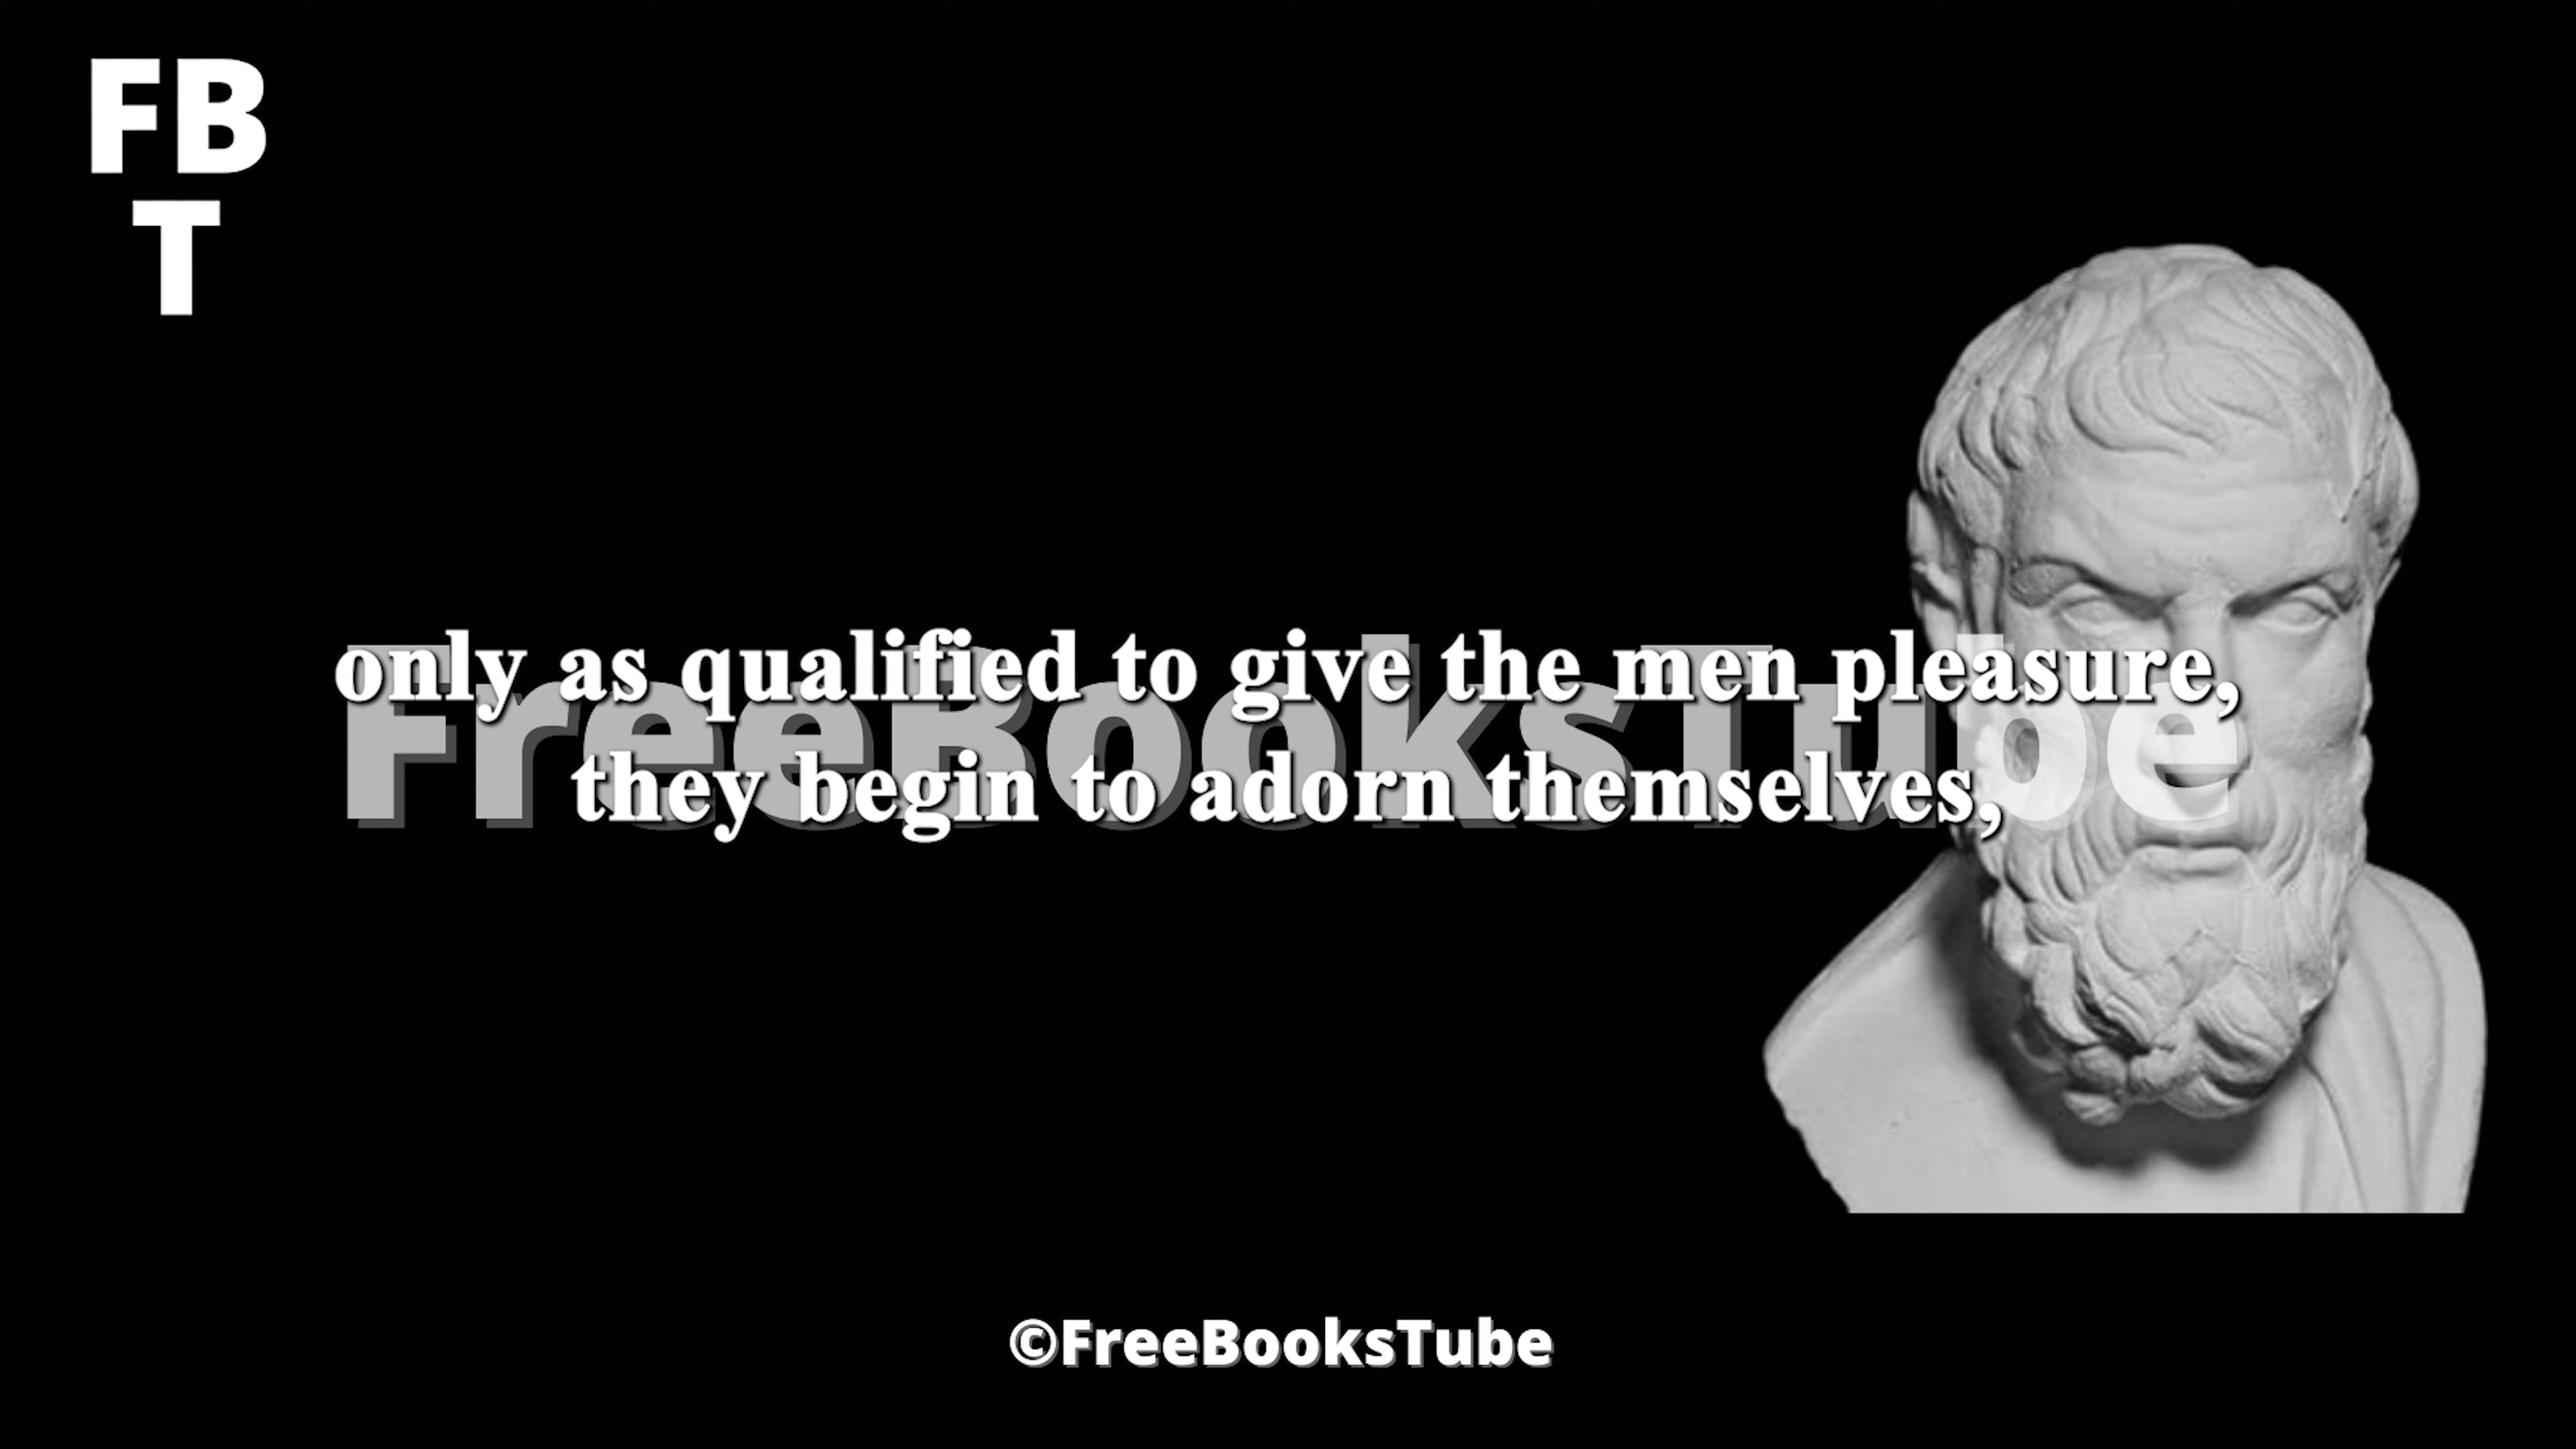 FB
T
only as qualified to give the men pleasure,
they begin to adorn themselves,
FreeBooksTube
©FreeBooksTube